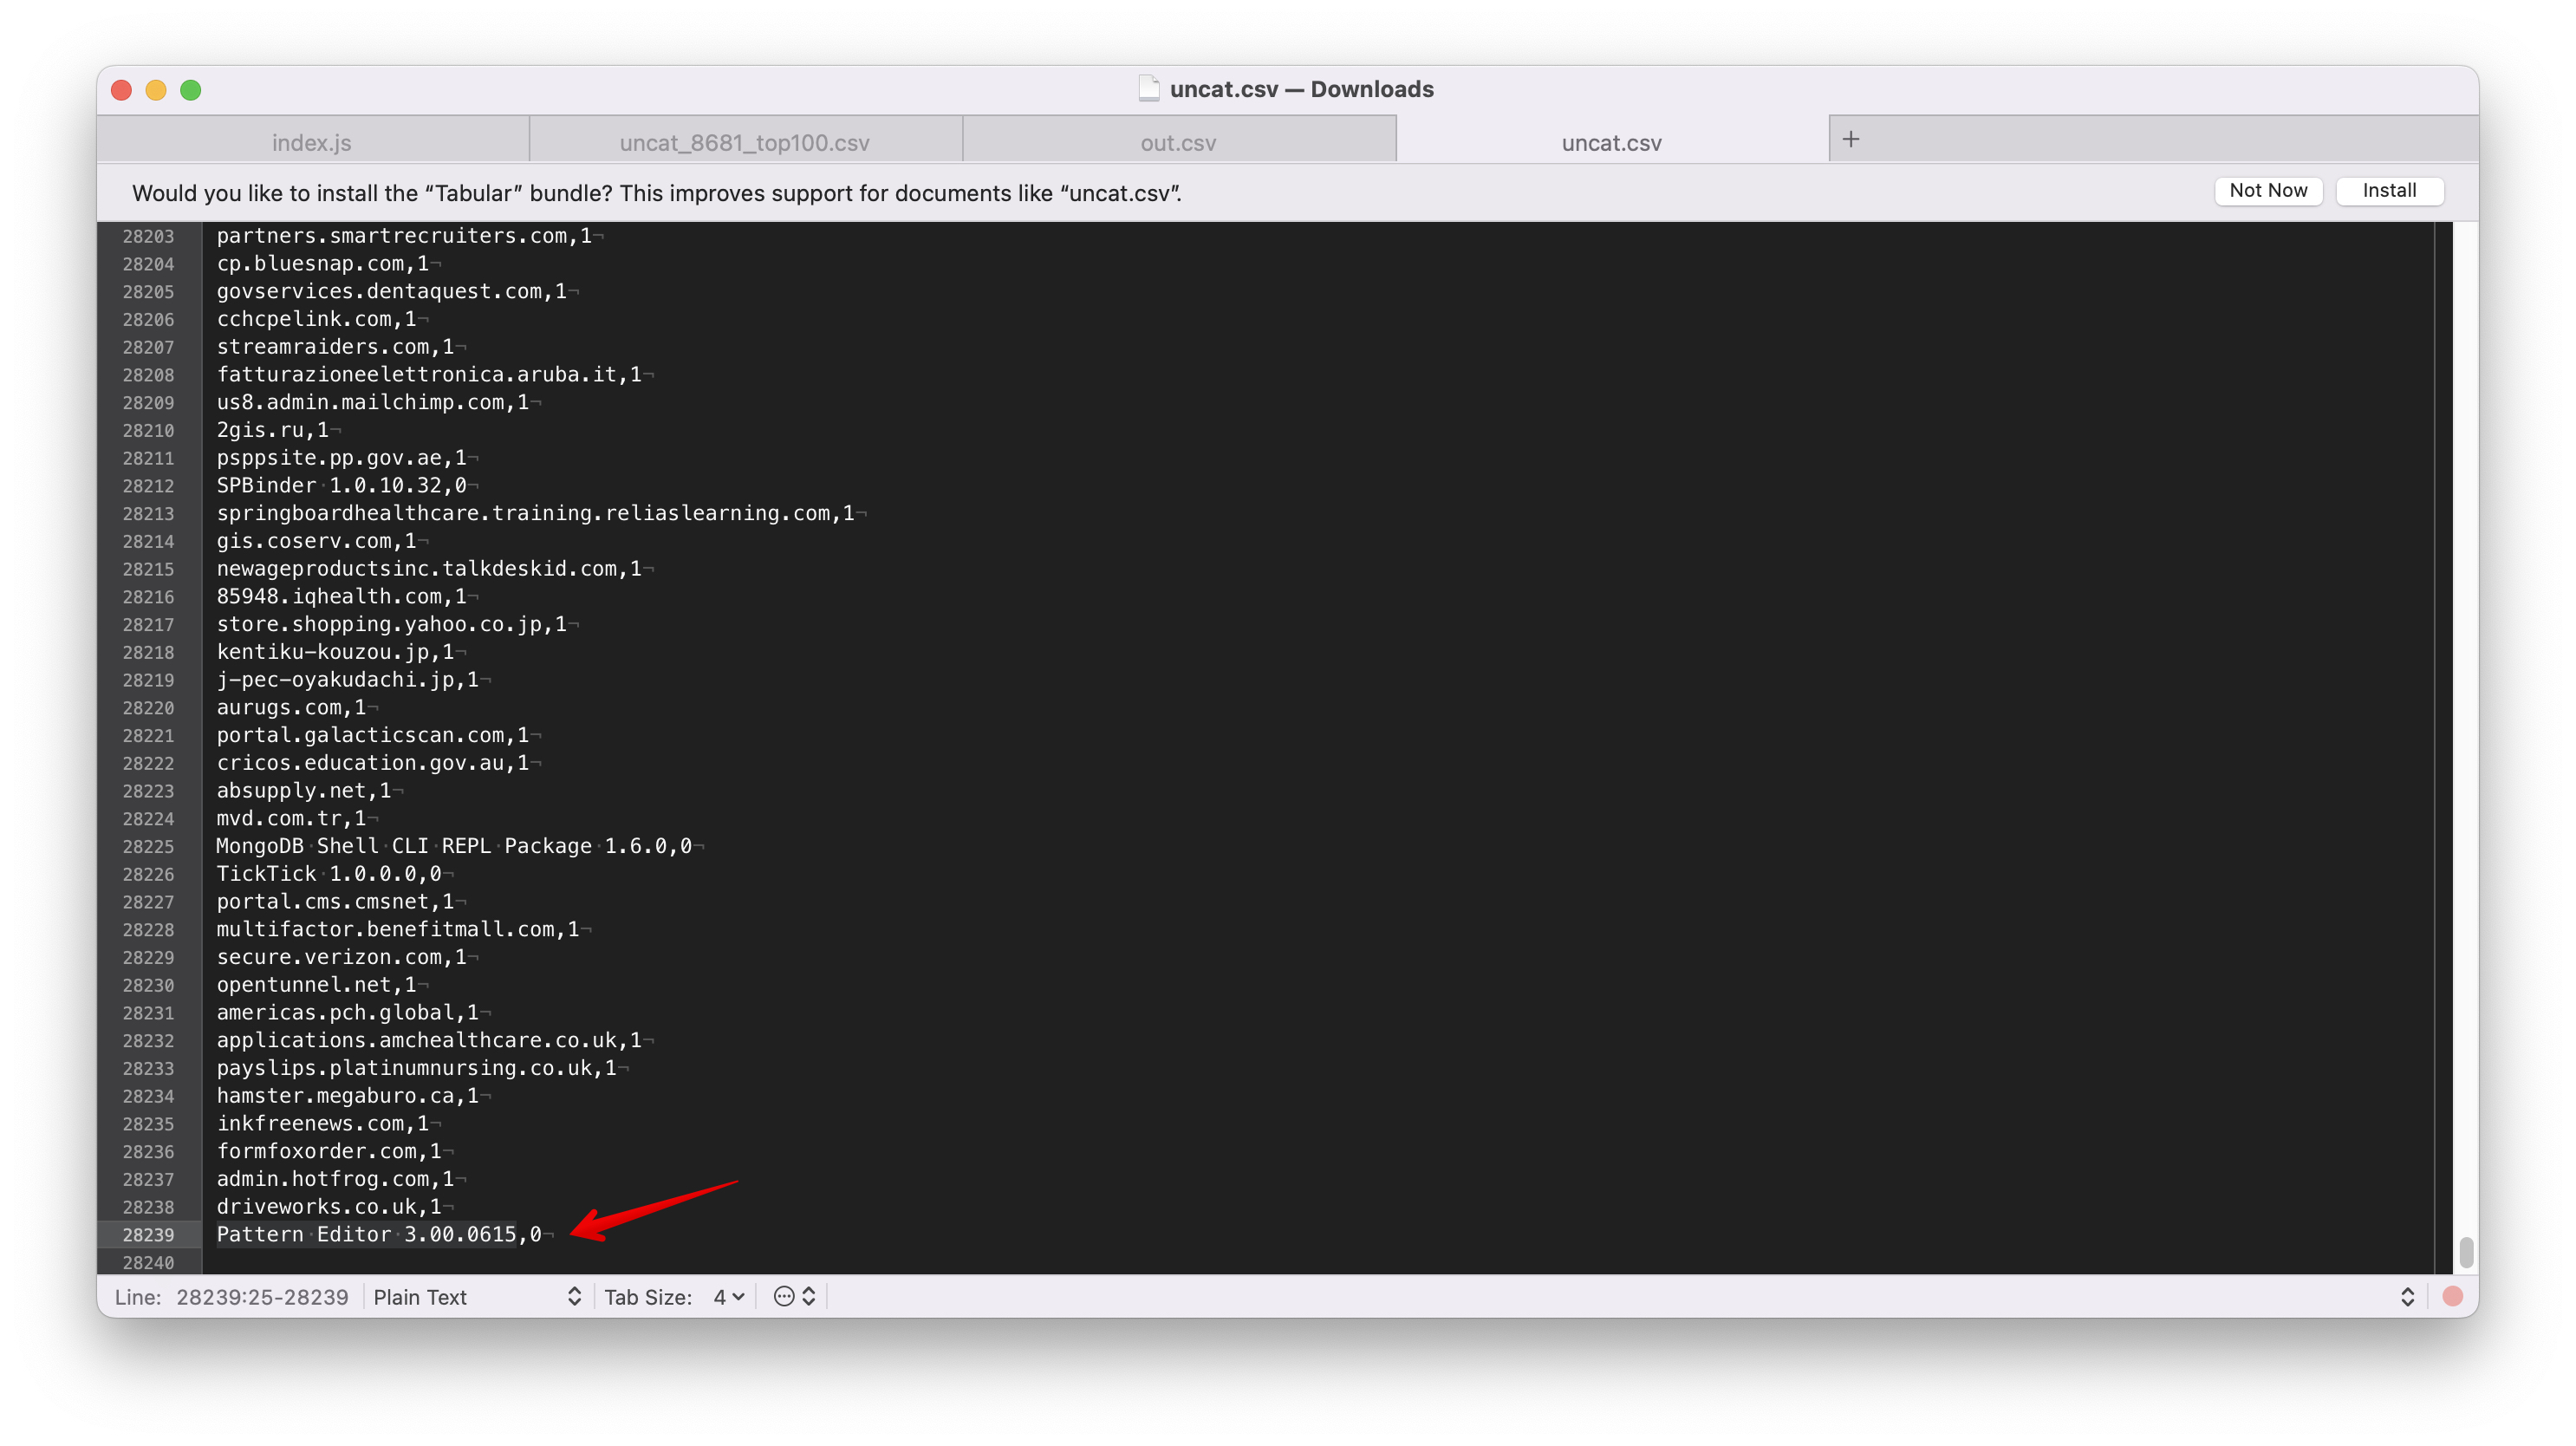 uncat.csv — Downloads
index.js
uncat_8681_top100.csv
out.csv
uncat.csv
+
Would you like to install the “Tabular” bundle? This improves support for documents like “uncat.csv”.
Not Now
Install
28203 partners.smartrecruiters.com,1¬
28204 cp.bluesnap.com,1¬
28205 govservices.dentaquest.com,1¬
28206 cchcpelink.com,1¬
28207 streamraiders.com,1¬
28208 fatturazioneelettronica.aruba.it,1¬
28209 us8.admin.mailchimp.com,1¬
28210 2gis.ru,1¬
28211 psppsite.pp.gov.ae,1¬
28212 SPBinder·1.0.10.32,0¬
28213 springboardhealthcare.training.reliaslearning.com,1¬
28214 gis.coserv.com,1¬
28215 newageproductsinc.talkdeskid.com,1¬
28216 85948.iqhealth.com,1¬
28217 store.shopping.yahoo.co.jp,1¬
28218 kentiku-kouzou.jp,1¬
28219 j-pec-oyakudachi.jp,1¬
28220 aurugs.com,1¬
28221 portal.galacticscan.com,1¬
28222 cricos.education.gov.au,1¬
28223 absupply.net,1¬
28224 mvd.com.tr,1¬
28225 MongoDB·Shell·CLI·REPL·Package·1.6.0,0¬
28226 TickTick·1.0.0.0,0¬
28227 portal.cms.cmsnet,1¬
28228 multifactor.benefitmall.com,1¬
28229 secure.verizon.com,1¬
28230 opentunnel.net,1¬
28231 americas.pch.global,1¬
28232 applications.amchealthcare.co.uk,1¬
28233 payslips.platinumnursing.co.uk,1¬
28234 hamster.megaburo.ca,1¬
28235 inkfreenews.com,1¬
28236 formfoxorder.com,1¬
28237 admin.hotfrog.com,1¬
28238 driveworks.co.uk,1¬
28239 Pattern·Editor·3.00.0615,0¬
28240
Line: 28239:25-28239 Plain Text Tab Size: 4